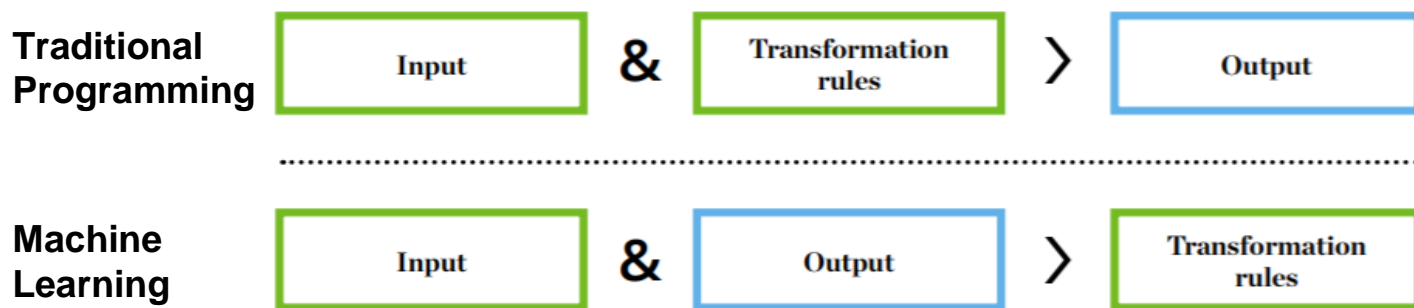 Traditional
Programming
Input
&
Transformation
rules
>
Output
Machine
Learning
Input
&
Output
>
Transformation
rules